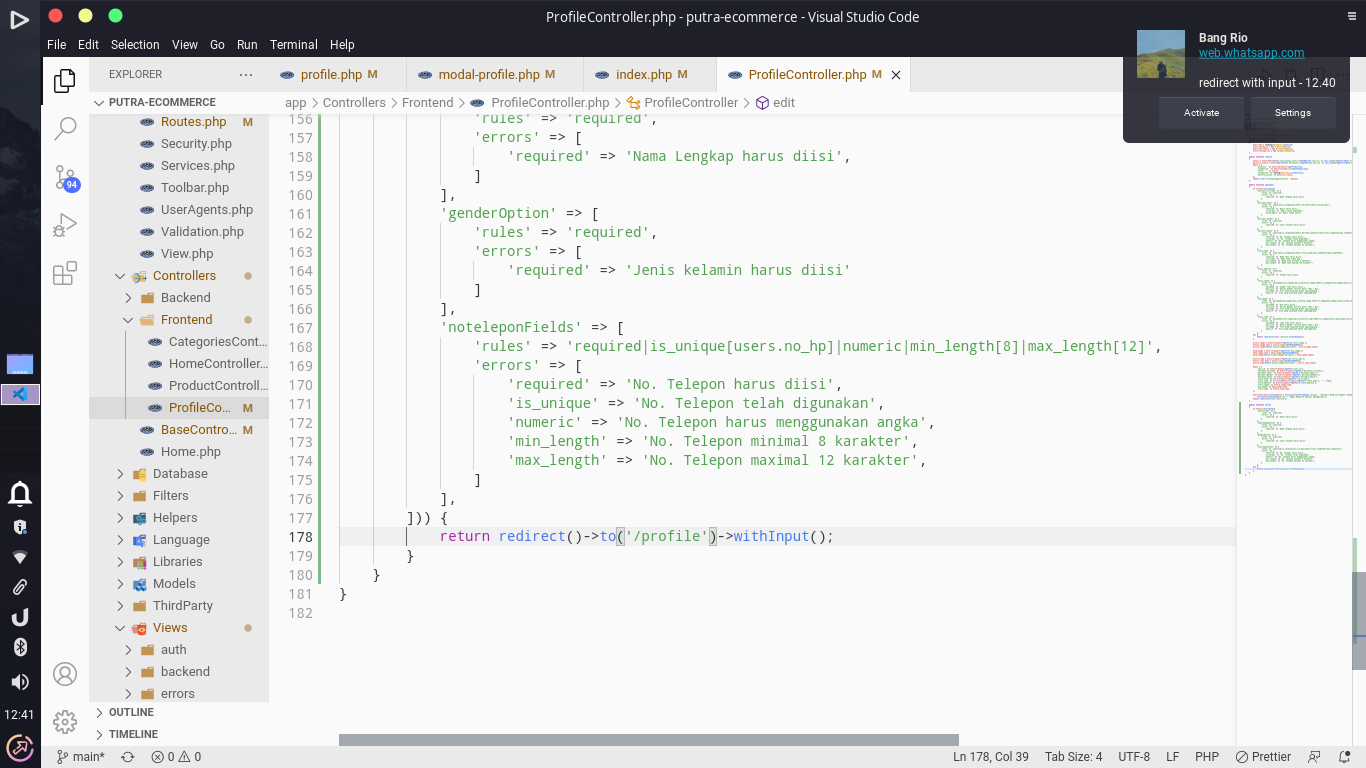 ProfileController.php - putra-ecommerce - Visual Studio Code
File Edit Selection View Go Run Terminal Help
Bang Rio
web.whatsapp.com
redirect with input - 12.40
Activate Settings
EXPLORER ···
profile.php M modal-profile.php M index.php M ProfileController.php M
PUTRA-ECOMMERCE
app > Controllers > Frontend > ProfileController.php > ProfileController > edit
Routes.php M
Security.php
Services.php
Toolbar.php
UserAgents.php
Validation.php
View.php
Controllers
Backend
Frontend
CategoriesCont...
HomeController...
ProductControll...
ProfileCo... M
BaseContro... M
Home.php
Database
Filters
Helpers
Language
Libraries
Models
ThirdParty
Views
auth
backend
errors
OUTLINE
TIMELINE
94
12:41
156 'rules' => 'required',
157 'errors' => [
158 'required' => 'Nama Lengkap harus diisi',
159 ]
160 ],
161 'genderOption' => [
162 'rules' => 'required',
163 'errors' => [
164 'required' => 'Jenis kelamin harus diisi'
165 ]
166 ],
167 'noteleponFields' => [
168 'rules' => 'required|is_unique[users.no_hp]|numeric|min_length[8]|max_length[12]',
169 'errors' => [
170 'required' => 'No. Telepon harus diisi',
171 'is_unique' => 'No. Telepon telah digunakan',
172 'numeric' => 'No. Telepon harus menggunakan angka',
173 'min_length' => 'No. Telepon minimal 8 karakter',
174 'max_length' => 'No. Telepon maximal 12 karakter',
175 ]
176 ],
177 ])) {
178 return redirect()->to('/profile')->withInput();
179 }
180 }
181 }
182
main* 0 0 Ln 178, Col 39 Tab Size: 4 UTF-8 LF PHP Prettier